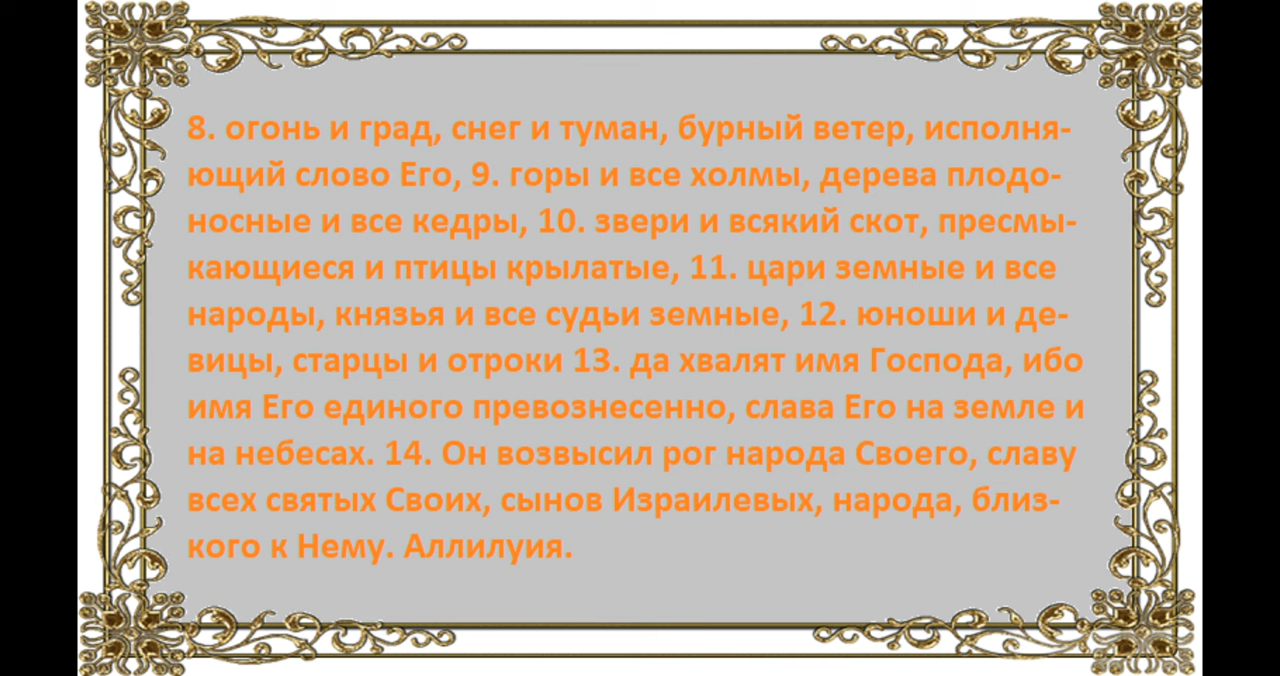 8. огонь и град, снег и туман, бурный ветер, исполня-
ющий слово Его, 9. горы и все холмы, дерева плодо-
носные и все кедры, 10. звери и всякий скот, пресмы-
кающиеся и птицы крылатые, 11. цари земные и все
народы, князья и все судьи земные, 12. юноши и де-
вицы, старцы и отроки 13. да хвалят имя Господа, ибо
имя Его единого превознесенно, слава Его на земле и
на небесах. 14. Он возвысил рог народа Своего, славу
всех святых Своих, сынов Израилевых, народа, близ-
кого к Нему. Аллилуия.